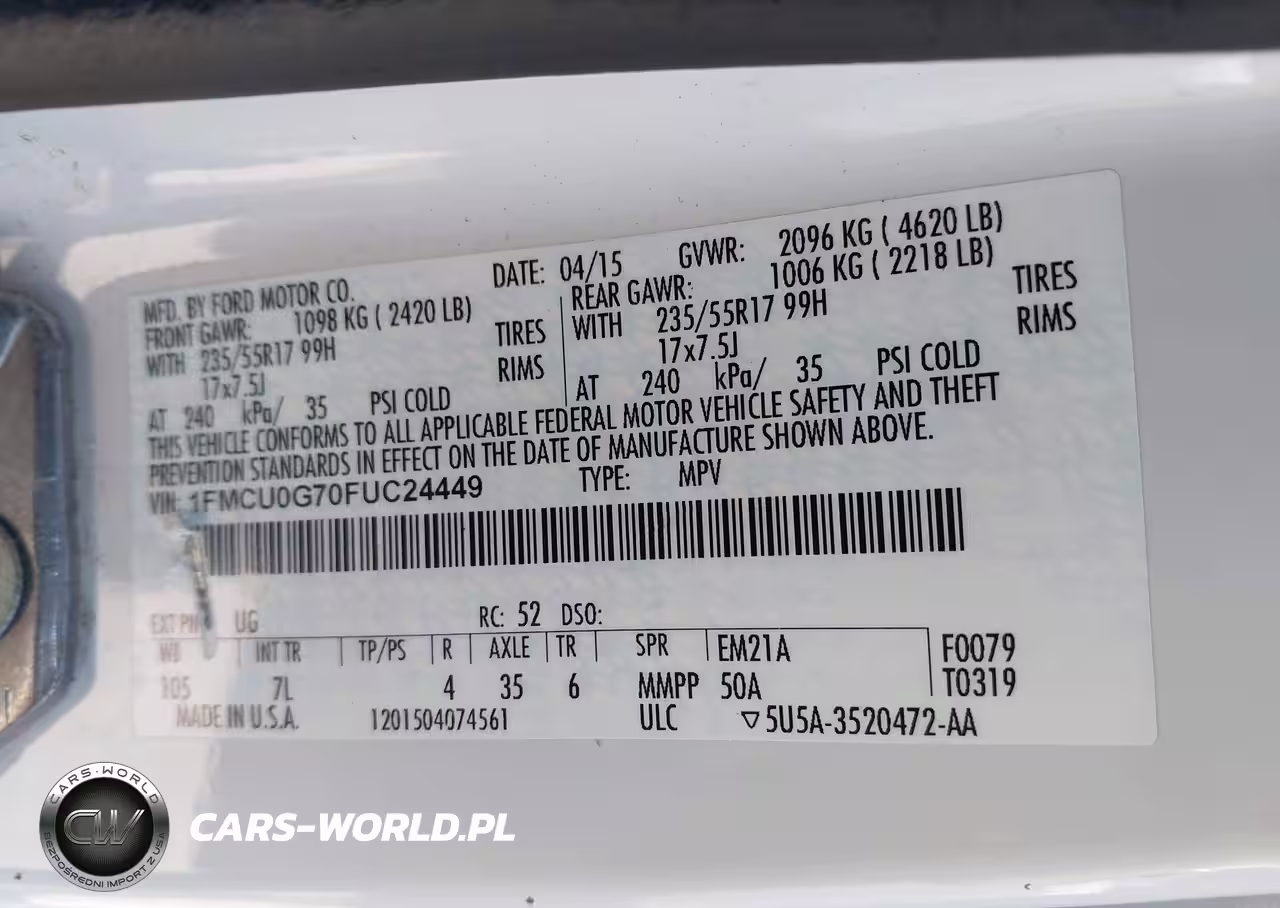 MFD. BY FORD MOTOR CO. DATE: 04/15 GVWR: 2096 KG ( 4620 LB)
FRONT GAWR: 1098 KG ( 2420 LB) REAR GAWR: 1006 KG ( 2218 LB)
WITH 235/55R17 99H TIRES WITH 235/55R17 99H TIRES
17x7.5J RIMS 17x7.5J RIMS
AT 240 kPa/ 35 PSI COLD AT 240 kPa/ 35 PSI COLD
THIS VEHICLE CONFORMS TO ALL APPLICABLE FEDERAL MOTOR VEHICLE SAFETY AND THEFT
PREVENTION STANDARDS IN EFFECT ON THE DATE OF MANUFACTURE SHOWN ABOVE.
VIN: 1FMCU0G70FUC24449 TYPE: MPV
EXT PNT UG RC: 52 DSO:
WB INT TR TP/PS R AXLE TR SPR EM21A F0079
105 7L 4 35 6 MMPP 50A T0319
MADE IN U.S.A. 1201504074561 ULC ▽5U5A-3520472-AA
CARS-WORLD
CW
BEZPOŚREDNI IMPORT Z USA
CARS-WORLD.PL